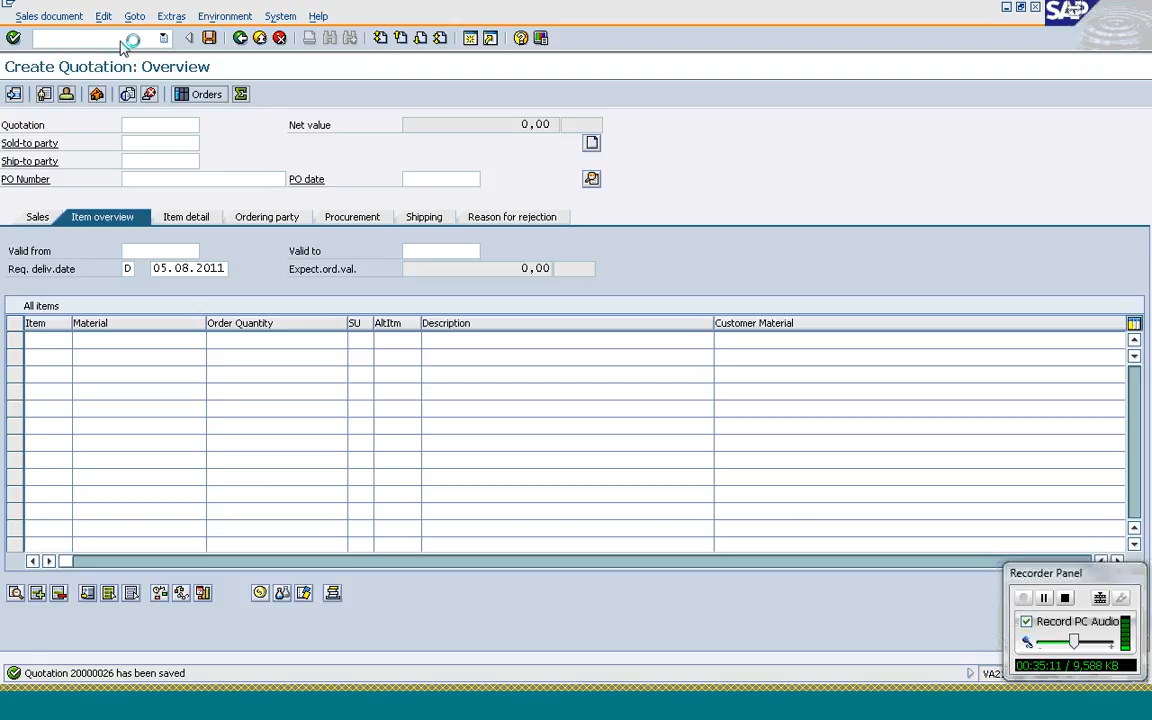 Sales document Edit Goto Extras Environment System Help
SAP
Create Quotation: Overview
Orders
Quotation Net value 0,00
Sold-to party
Ship-to party
PO Number PO date
Sales Item overview Item detail Ordering party Procurement Shipping Reason for rejection
Valid from Valid to
Req. deliv.date D 05.08.2011 Expect.ord.val. 0,00
All items
Item Material Order Quantity SU AltItm Description Customer Material
Recorder Panel
Record PC Audio
00:35:11 / 9,588 KB
Quotation 20000026 has been saved